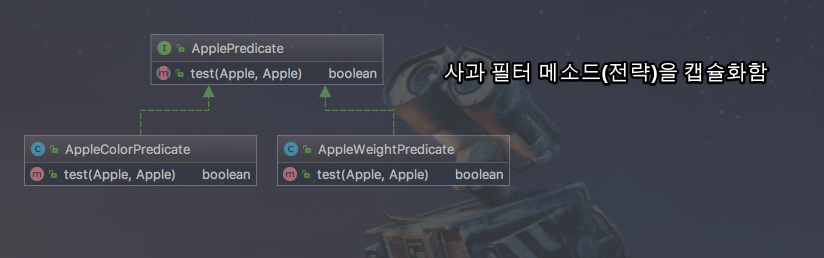 I ApplePredicate
m test(Apple, Apple) boolean
사과 필터 메소드(전략)을 캡슐화함
C AppleColorPredicate
m test(Apple, Apple) boolean
C AppleWeightPredicate
m test(Apple, Apple) boolean